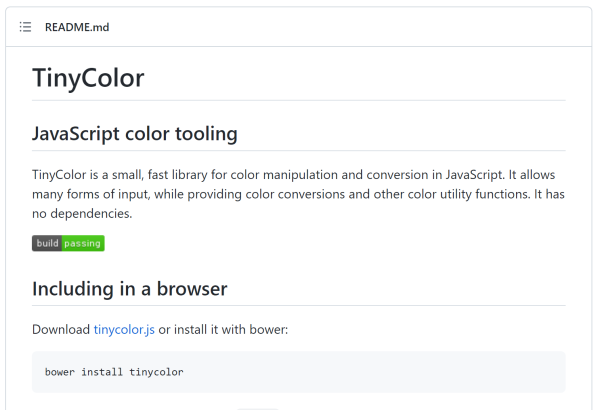 README.md
TinyColor
JavaScript color tooling
TinyColor is a small, fast library for color manipulation and conversion in JavaScript. It allows
many forms of input, while providing color conversions and other color utility functions. It has
no dependencies.
build passing
Including in a browser
Download tinycolor.js or install it with bower:
bower install tinycolor